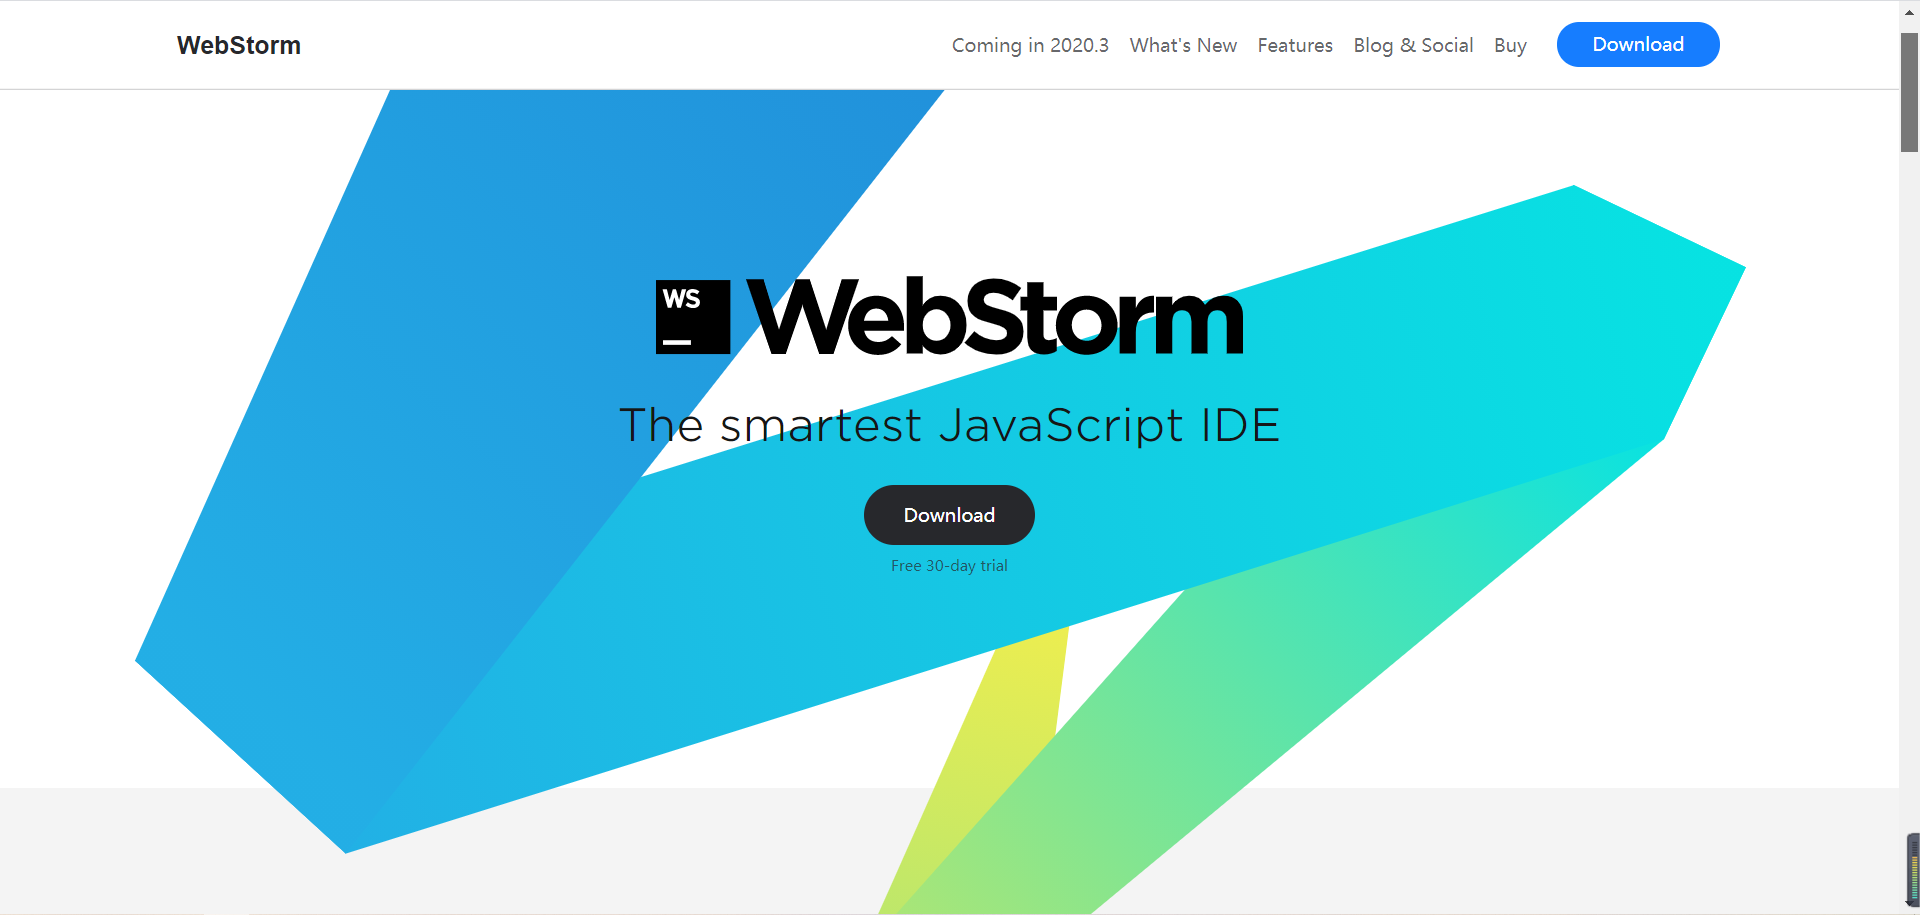 WebStorm
Coming in 2020.3 What's New Features Blog & Social Buy Download
WS WebStorm
The smartest JavaScript IDE
Download
Free 30-day trial